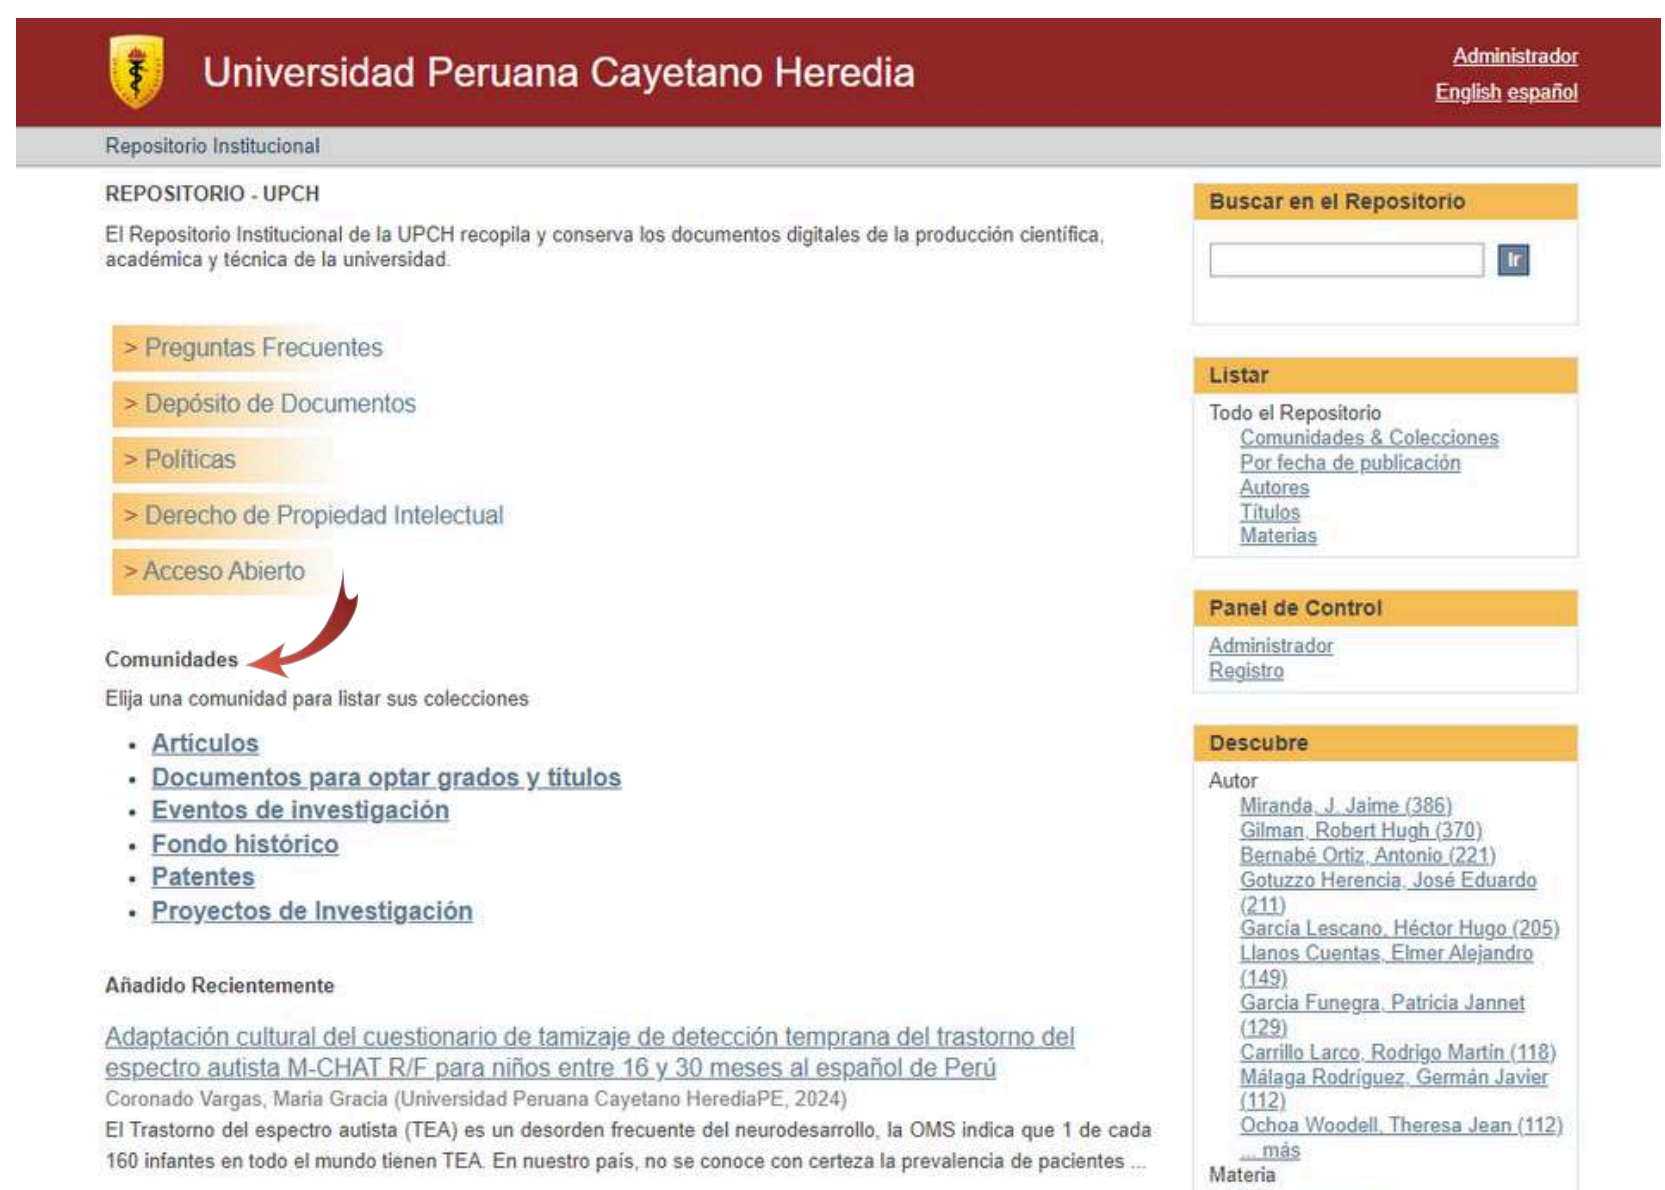 Universidad Peruana Cayetano Heredia
Administrador
English español
Repositorio Institucional
REPOSITORIO - UPCH
El Repositorio Institucional de la UPCH recopila y conserva los documentos digitales de la producción científica,
académica y técnica de la universidad.
> Preguntas Frecuentes
> Depósito de Documentos
> Políticas
> Derecho de Propiedad Intelectual
> Acceso Abierto
Comunidades
Elija una comunidad para listar sus colecciones
• Artículos
• Documentos para optar grados y títulos
• Eventos de investigación
• Fondo histórico
• Patentes
• Proyectos de Investigación
Añadido Recientemente
Adaptación cultural del cuestionario de tamizaje de detección temprana del trastorno del
espectro autista M-CHAT R/F para niños entre 16 y 30 meses al español de Perú
Coronado Vargas, Maria Gracia (Universidad Peruana Cayetano HerediaPE, 2024)
El Trastorno del espectro autista (TEA) es un desorden frecuente del neurodesarrollo, la OMS indica que 1 de cada
160 infantes en todo el mundo tienen TEA. En nuestro país, no se conoce con certeza la prevalencia de pacientes ...
Buscar en el Repositorio
Ir
Listar
Todo el Repositorio
Comunidades & Colecciones
Por fecha de publicación
Autores
Títulos
Materias
Panel de Control
Administrador
Registro
Descubre
Autor
Miranda, J. Jaime (386)
Gilman, Robert Hugh (370)
Bernabé Ortiz, Antonio (221)
Gotuzzo Herencia, José Eduardo
(211)
García Lescano, Héctor Hugo (205)
Llanos Cuentas, Elmer Alejandro
(149)
Garcia Funegra, Patricia Jannet
(129)
Carrillo Larco, Rodrigo Martín (118)
Málaga Rodríguez, Germán Javier
(112)
Ochoa Woodell, Theresa Jean (112)
... más
Materia